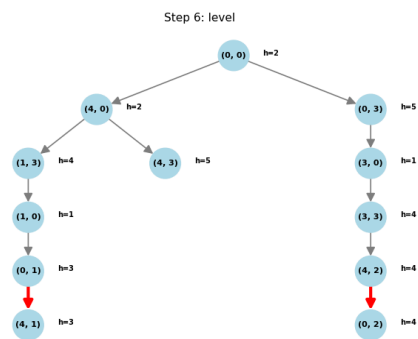 Step 6: level
(0, 0) h=2
(4, 0) h=2 (0, 3) h=5
(1, 3) h=4 (4, 3) h=5 (3, 0) h=1
(1, 0) h=1 (3, 3) h=4
(0, 1) h=3 (4, 2) h=4
(4, 1) h=3 (0, 2) h=4